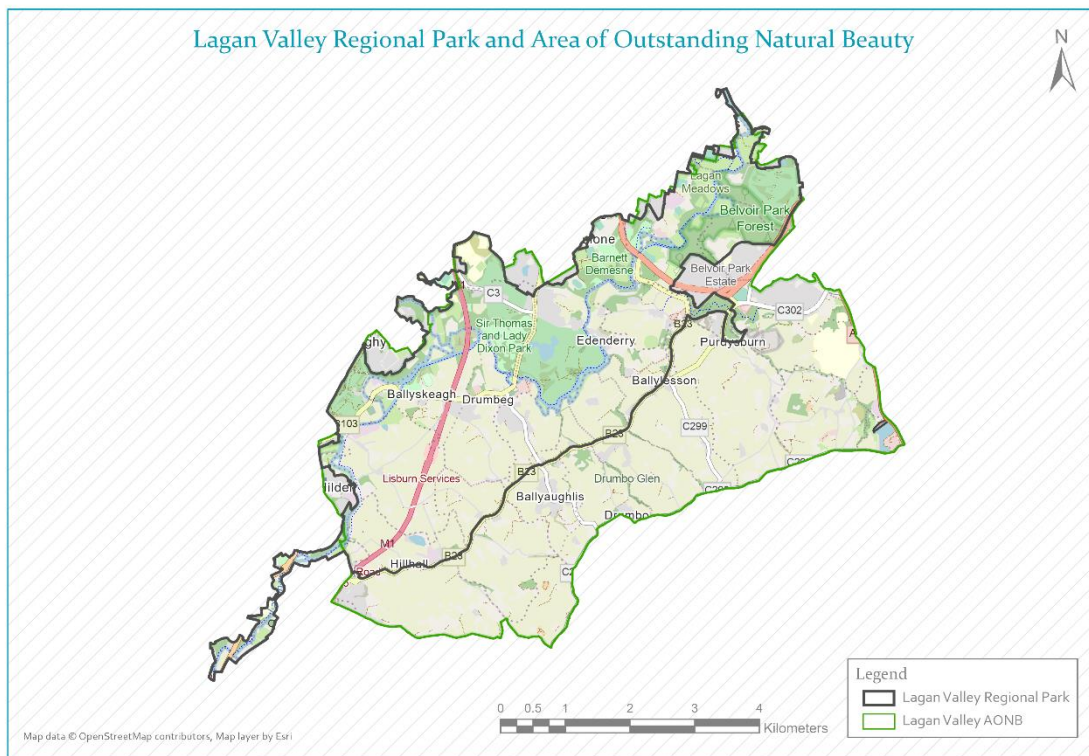 Lagan Valley Regional Park and Area of Outstanding Natural Beauty
N
Lagan
Meadows
Belvoir Park
Forest
Barnett
Demesne
Belvoir Park
Estate
C3
C302
Sir Thomas
and Lady
Dixon Park
Edenderry
B23
Purdysburn
Ballyskeagh
Drumbeg
Ballylesson
C299
B23
Lisburn Services
B23
Drumbo Glen
Ballyaughlis
M1
Hillhall
B23
Road
Legend
Lagan Valley Regional Park
Lagan Valley AONB
0 0.5 1 2 3 4
Kilometers
Map data © OpenStreetMap contributors, Map layer by Esri